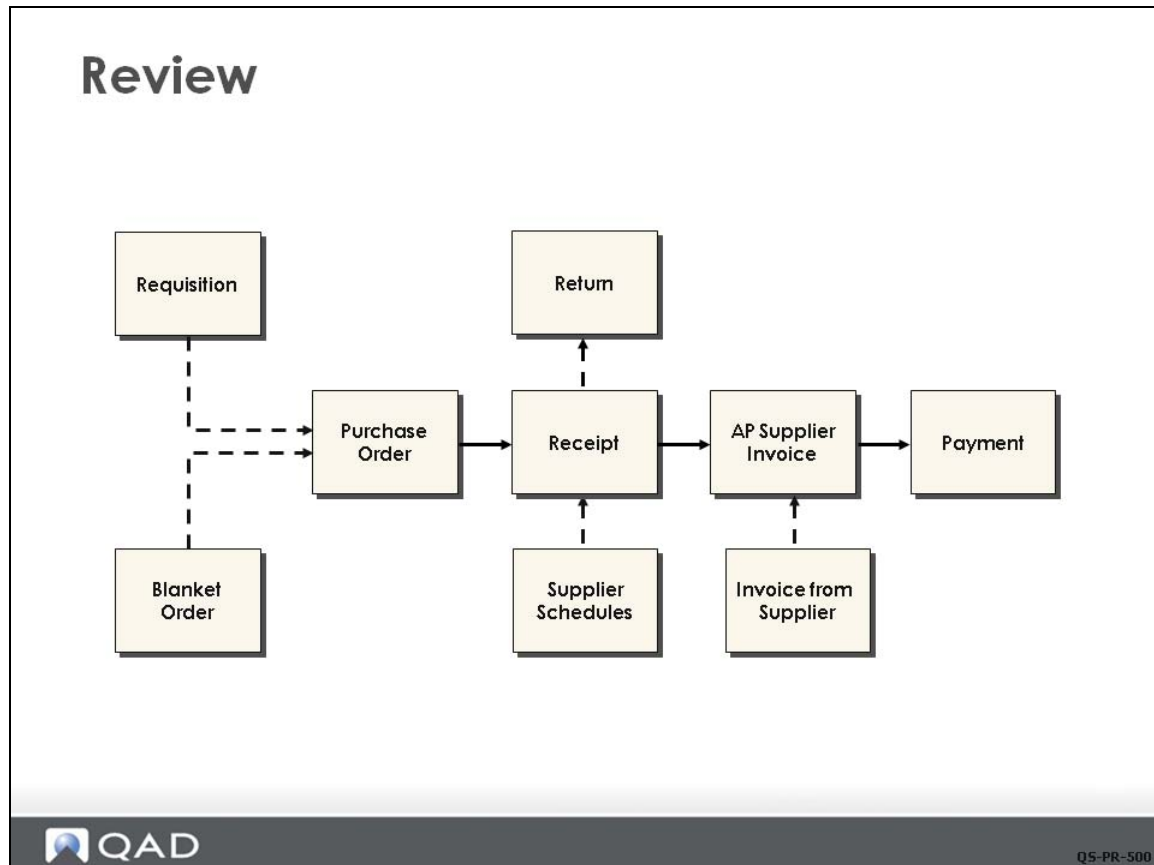 Review
Requisition
Return
Purchase
Order
Receipt
AP Supplier
Invoice
Payment
Blanket
Order
Supplier
Schedules
Invoice from
Supplier
QAD
QS-PR-500